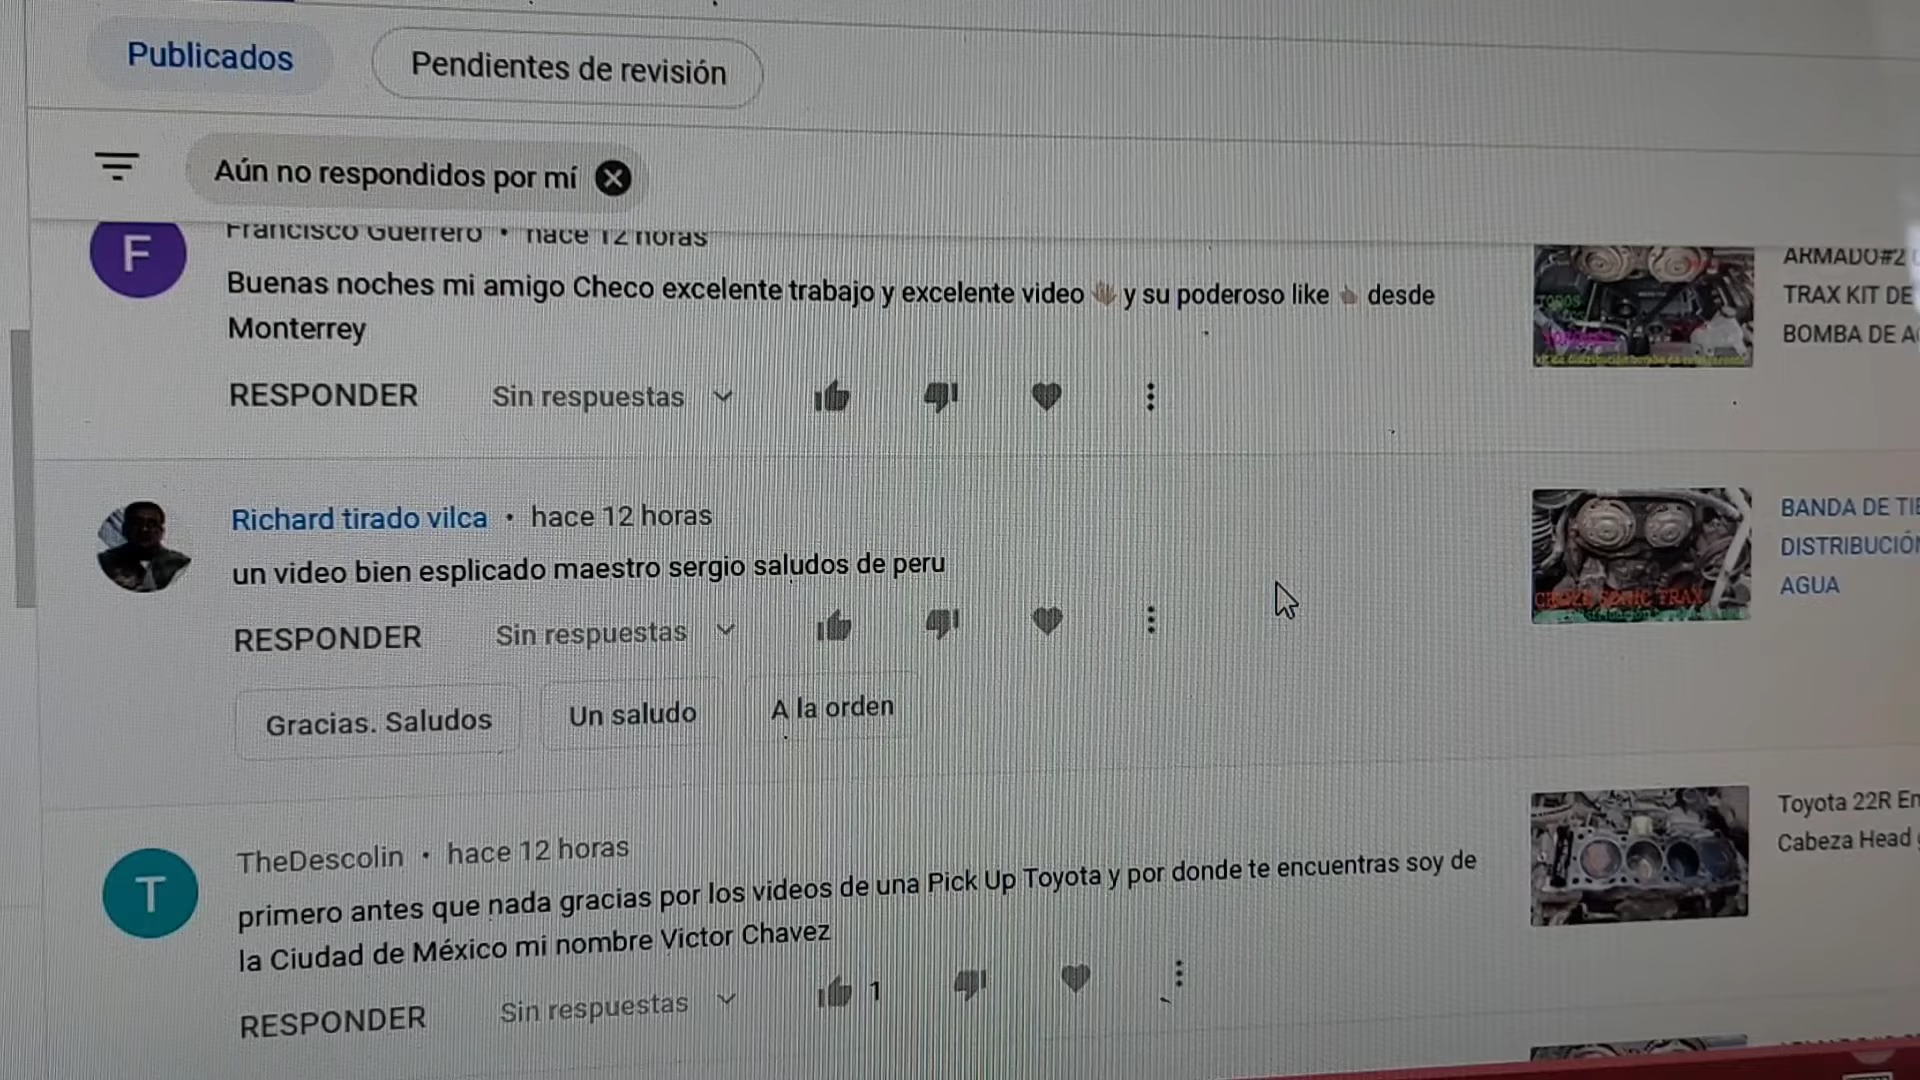 Publicados
Pendientes de revisión
Aún no respondidos por mí
F
Francisco Guerrero • hace 12 horas
Buenas noches mi amigo Checo excelente trabajo y excelente video 👋🏽 y su poderoso like 👍🏽 desde
Monterrey
RESPONDER
Sin respuestas
ARMADO#2
TRAX KIT DE
BOMBA DE
Richard tirado vilca • hace 12 horas
un video bien esplicado maestro sergio saludos de peru
RESPONDER
Sin respuestas
Gracias. Saludos
Un saludo
A la orden
BANDA DE
DISTRIBUCIÓN
AGUA
T
TheDescolin • hace 12 horas
primero antes que nada gracias por los videos de una Pick Up Toyota y por donde te encuentras soy de
la Ciudad de México mi nombre Victor Chavez
RESPONDER
Sin respuestas
1
Toyota 22R
Cabeza Head